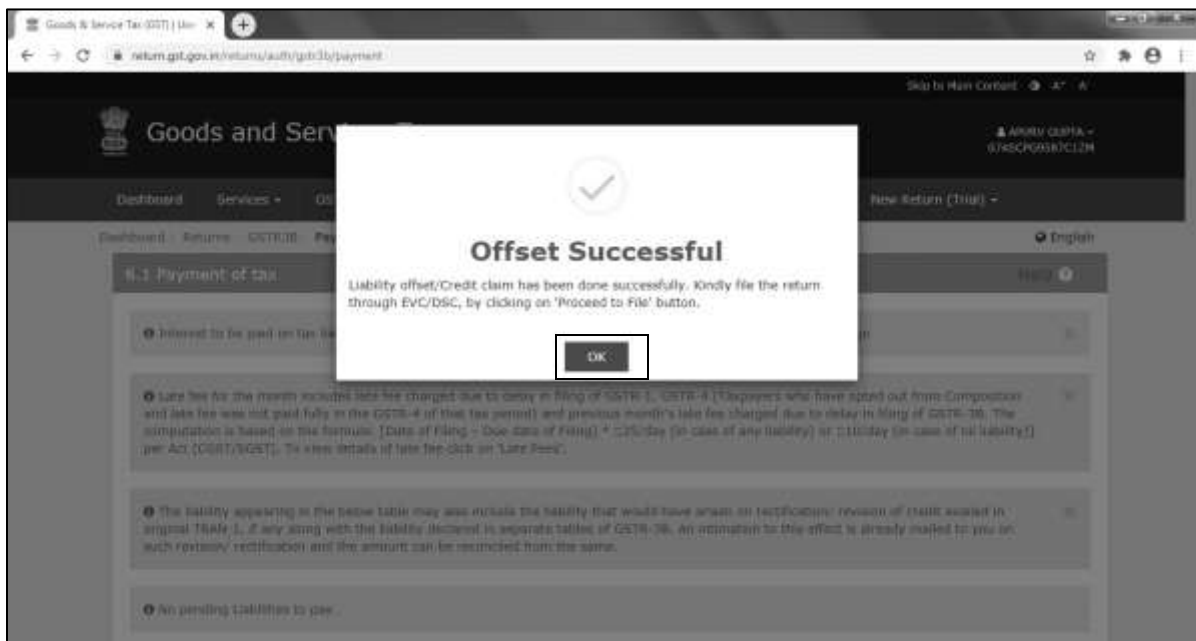 Goods & Service Tax (GST) | Use
return.gst.gov.in/returns/auth/gstr3b/payment
Skip to Main Content A⁺ A⁻
Goods and Serv
APURV GUPTA
Dashboard Services New Return (Trial)
Dashboard Returns GSTR3B Pay English
6.1 Payment of tax Help
Offset Successful
Liability offset/Credit claim has been done successfully. Kindly file the return
through EVC/DSC, by clicking on 'Proceed to File' button.
OK
Interest to be paid on tax
Late fee for the month includes late fee charged due to delay in filing of GSTR-1, GSTR-4 (Taxpayers who have opted out from Composition
and late fee was not paid fully in the GSTR-4 of that tax period) and previous month's late fee charged due to delay in filing of GSTR-3B. The
computation is based on the formula: [Date of Filing – Due date of Filing] * 25/day (in case of any liability) or 10/day (in case of nil liability)]
per Act (CGST/SGST). To view details of late fee click on 'Late Fees'.
The liability appearing in the below table may also include the liability that would have arisen on rectification/ revision of credit availed in
original TRAN-1, if any along with the liability declared in separate tables of GSTR-3B. An intimation to this effect is already mailed to you on
such revision/ rectification and the amount can be reconciled from the same.
No pending Liabilities to pay.